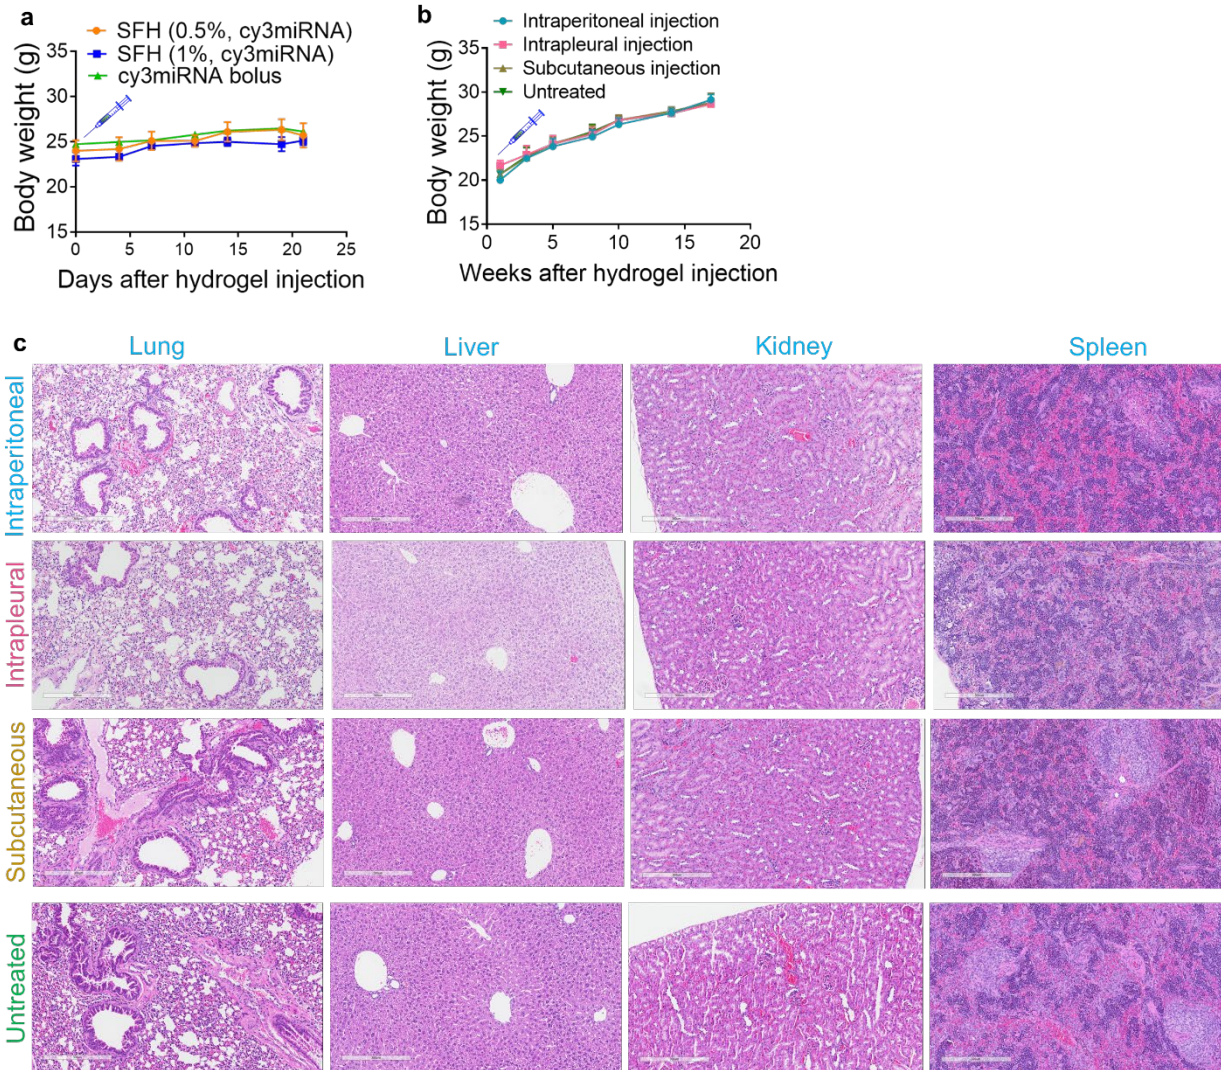 a
SFH (0.5%, cy3miRNA)
SFH (1%, cy3miRNA)
cy3miRNA bolus
Body weight (g)
35
30
25
20
15
0 5 10 15 20 25
Days after hydrogel injection
b
Intraperitoneal injection
Intrapleural injection
Subcutaneous injection
Untreated
Body weight (g)
35
30
25
20
15
0 5 10 15 20
Weeks after hydrogel injection
c
Lung Liver Kidney Spleen
Intraperitoneal
Intrapleural
Subcutaneous
Untreated